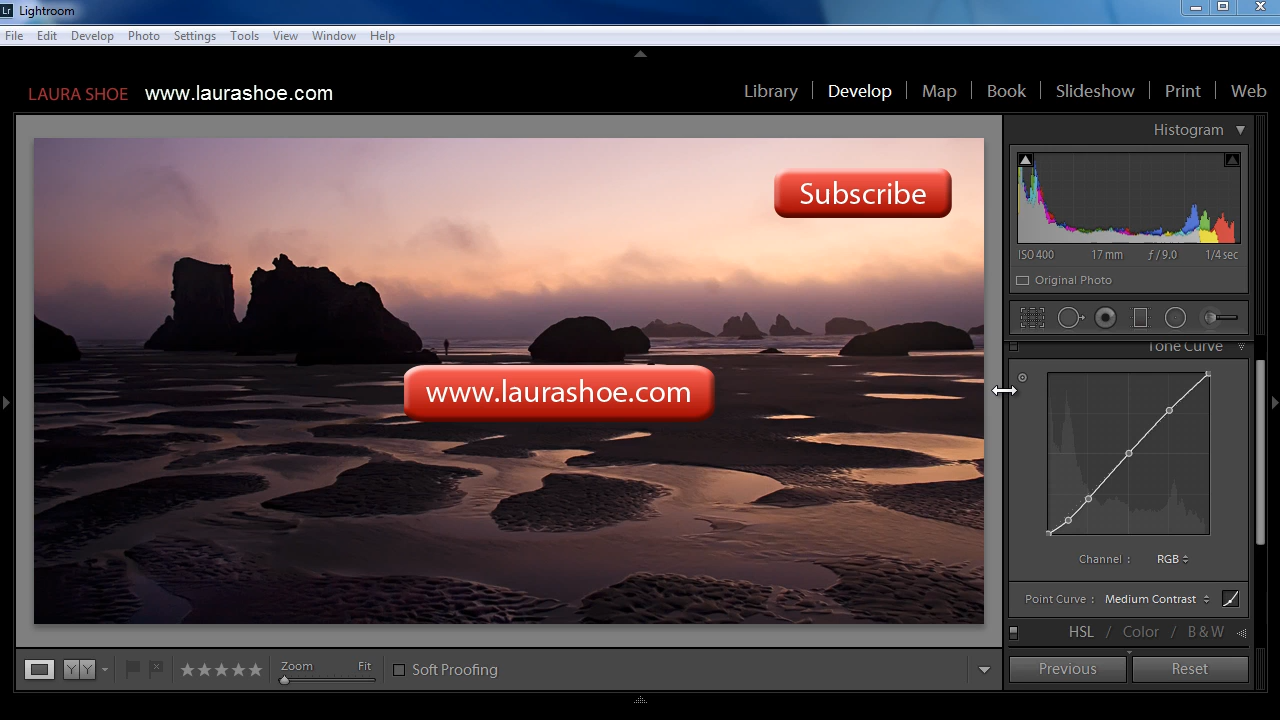 Lr Lightroom
File Edit Develop Photo Settings Tools View Window Help
LAURA SHOE www.laurashoe.com
Library Develop Map Book Slideshow Print Web
Histogram
Subscribe
ISO 400 17 mm ƒ / 9.0 1/4 sec
Original Photo
Tone Curve
www.laurashoe.com
Channel : RGB
Point Curve : Medium Contrast
HSL / Color / B & W
Zoom Fit
Soft Proofing
Previous Reset